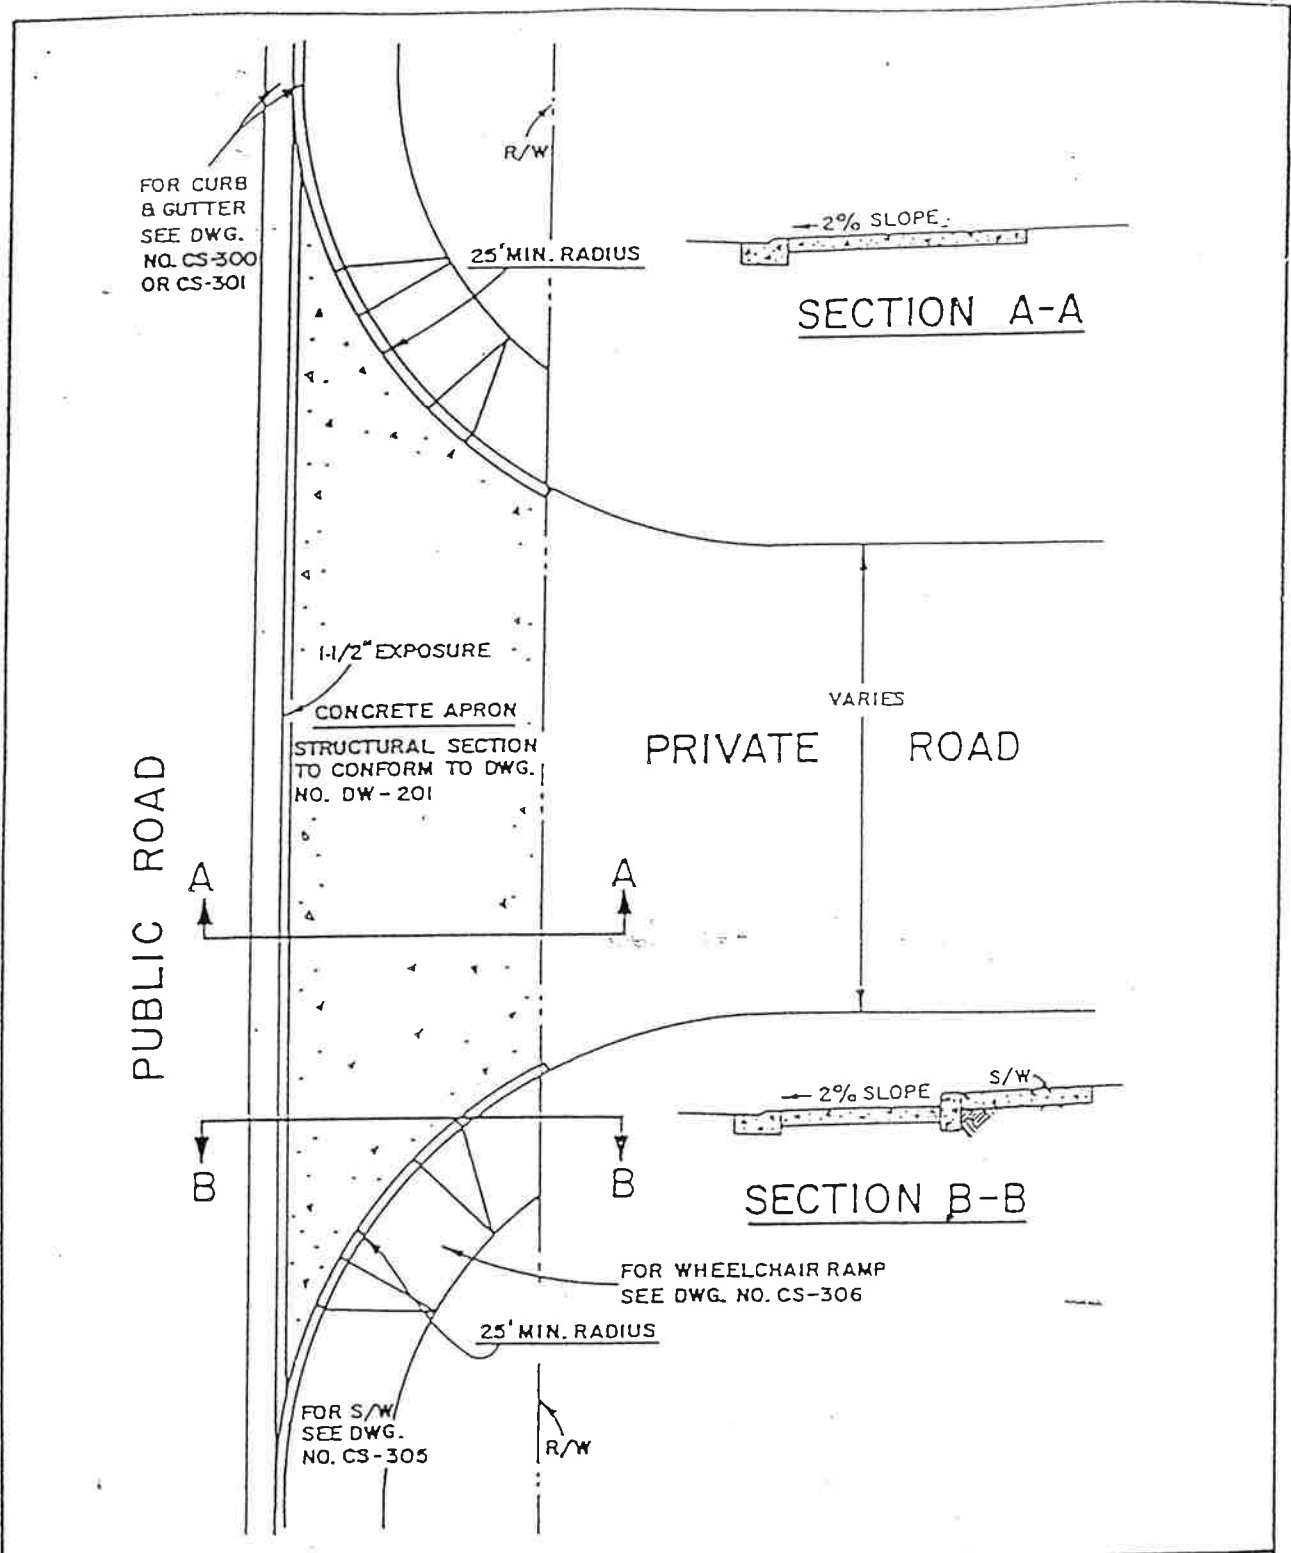 R/W
FOR CURB
& GUTTER
SEE DWG.
NO. CS-300
OR CS-301
25' MIN. RADIUS
2% SLOPE
SECTION A-A
1-1/2" EXPOSURE
CONCRETE APRON
STRUCTURAL SECTION
TO CONFORM TO DWG.
NO. DW-201
VARIES
PRIVATE ROAD
PUBLIC ROAD
A
A
2% SLOPE
S/W
B
B
SECTION B-B
FOR WHEELCHAIR RAMP
SEE DWG. NO. CS-306
25' MIN. RADIUS
FOR S/W
SEE DWG.
NO. CS-305
R/W